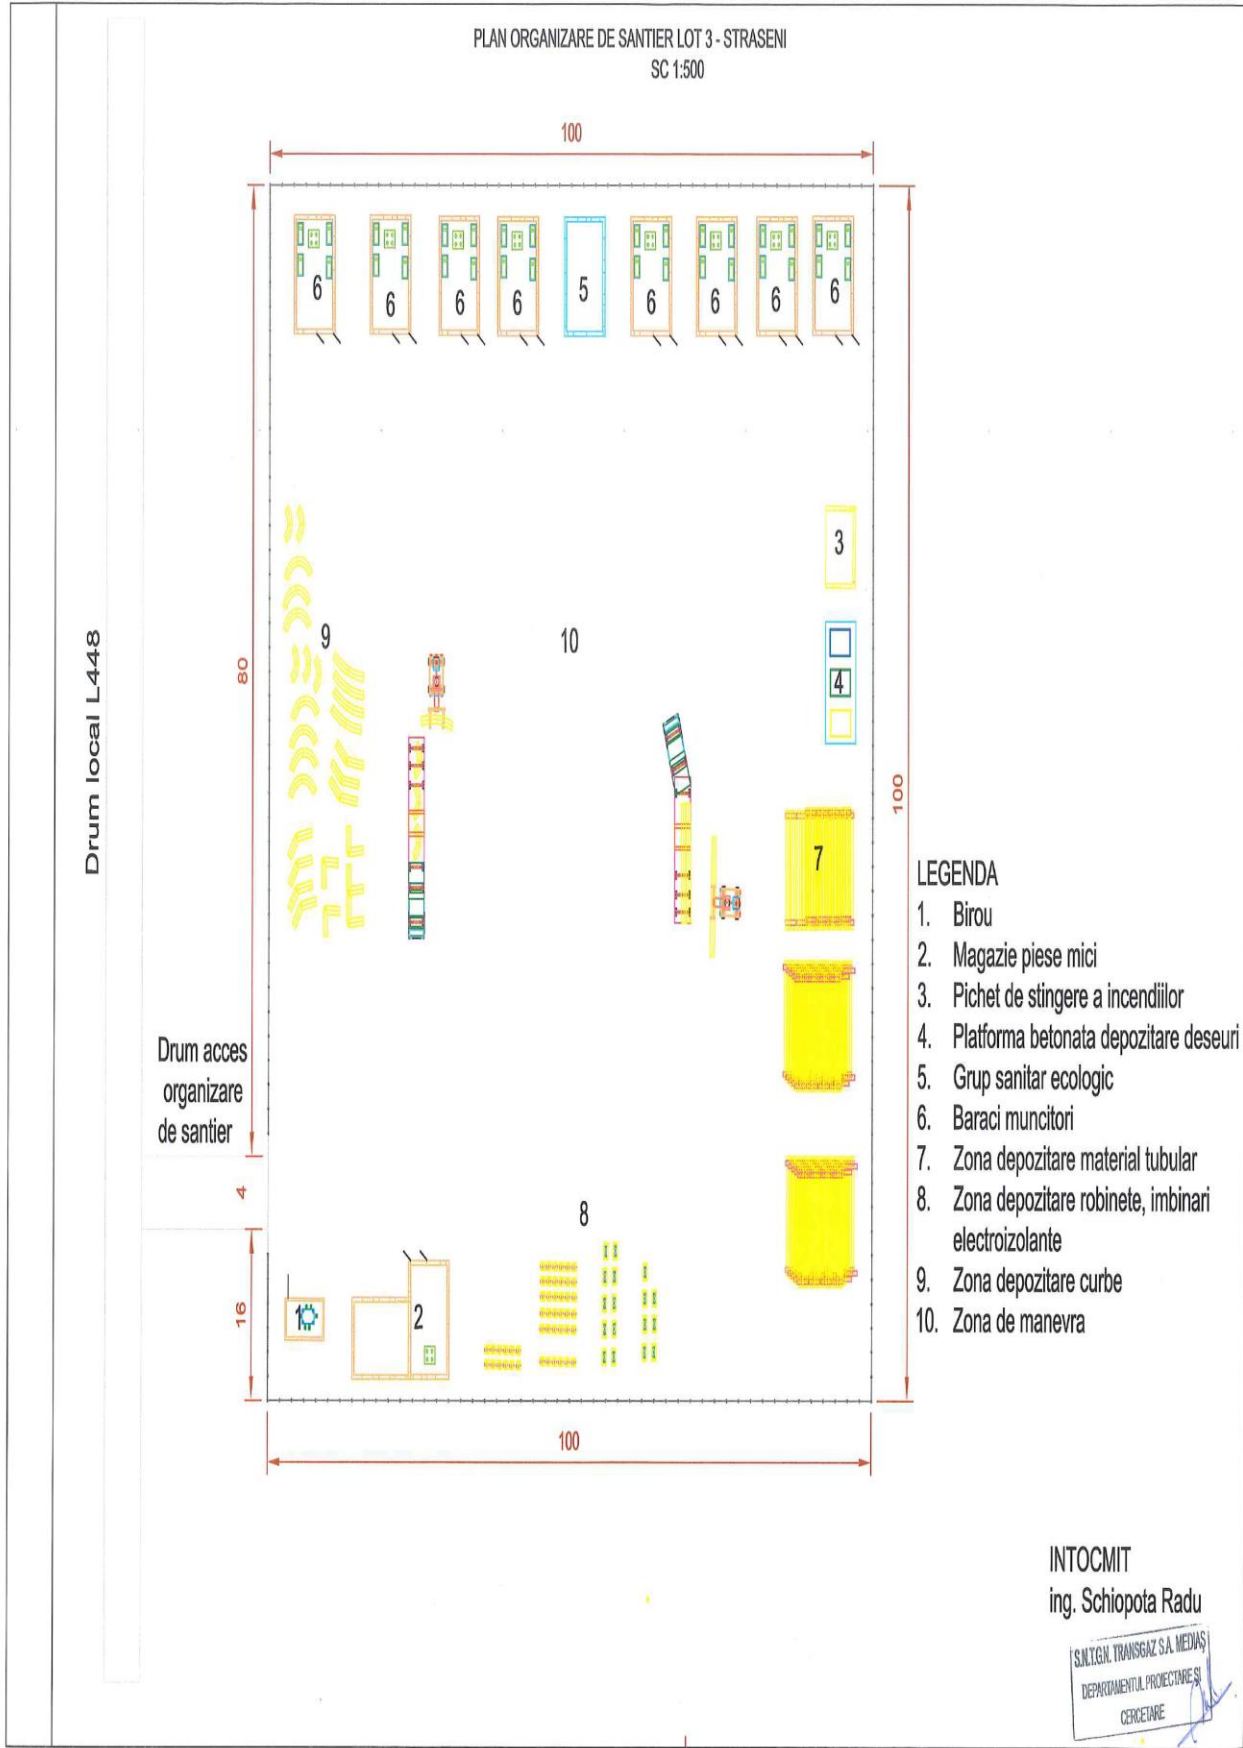 PLAN ORGANIZARE DE SANTIER LOT 3 - STRASENI
SC 1:500
100
6
6
6
6
5
6
6
6
6
3
9
10
4
80
Drum local L448
100
7
LEGENDA
1. Birou
2. Magazie piese mici
3. Pichet de stingere a incendiilor
4. Platforma betonata depozitare deseuri
5. Grup sanitar ecologic
6. Baraci muncitori
7. Zona depozitare material tubular
8. Zona depozitare robinete, imbinari
electroizolante
9. Zona depozitare curbe
10. Zona de manevra
Drum acces
organizare
de santier
4
8
16
1
2
100
INTOCMIT
ing. Schiopota Radu
S.N.T.G.N. TRANSGAZ S.A. MEDIAŞ
DEPARTAMENTUL PROIECTARE ŞI
CERCETARE